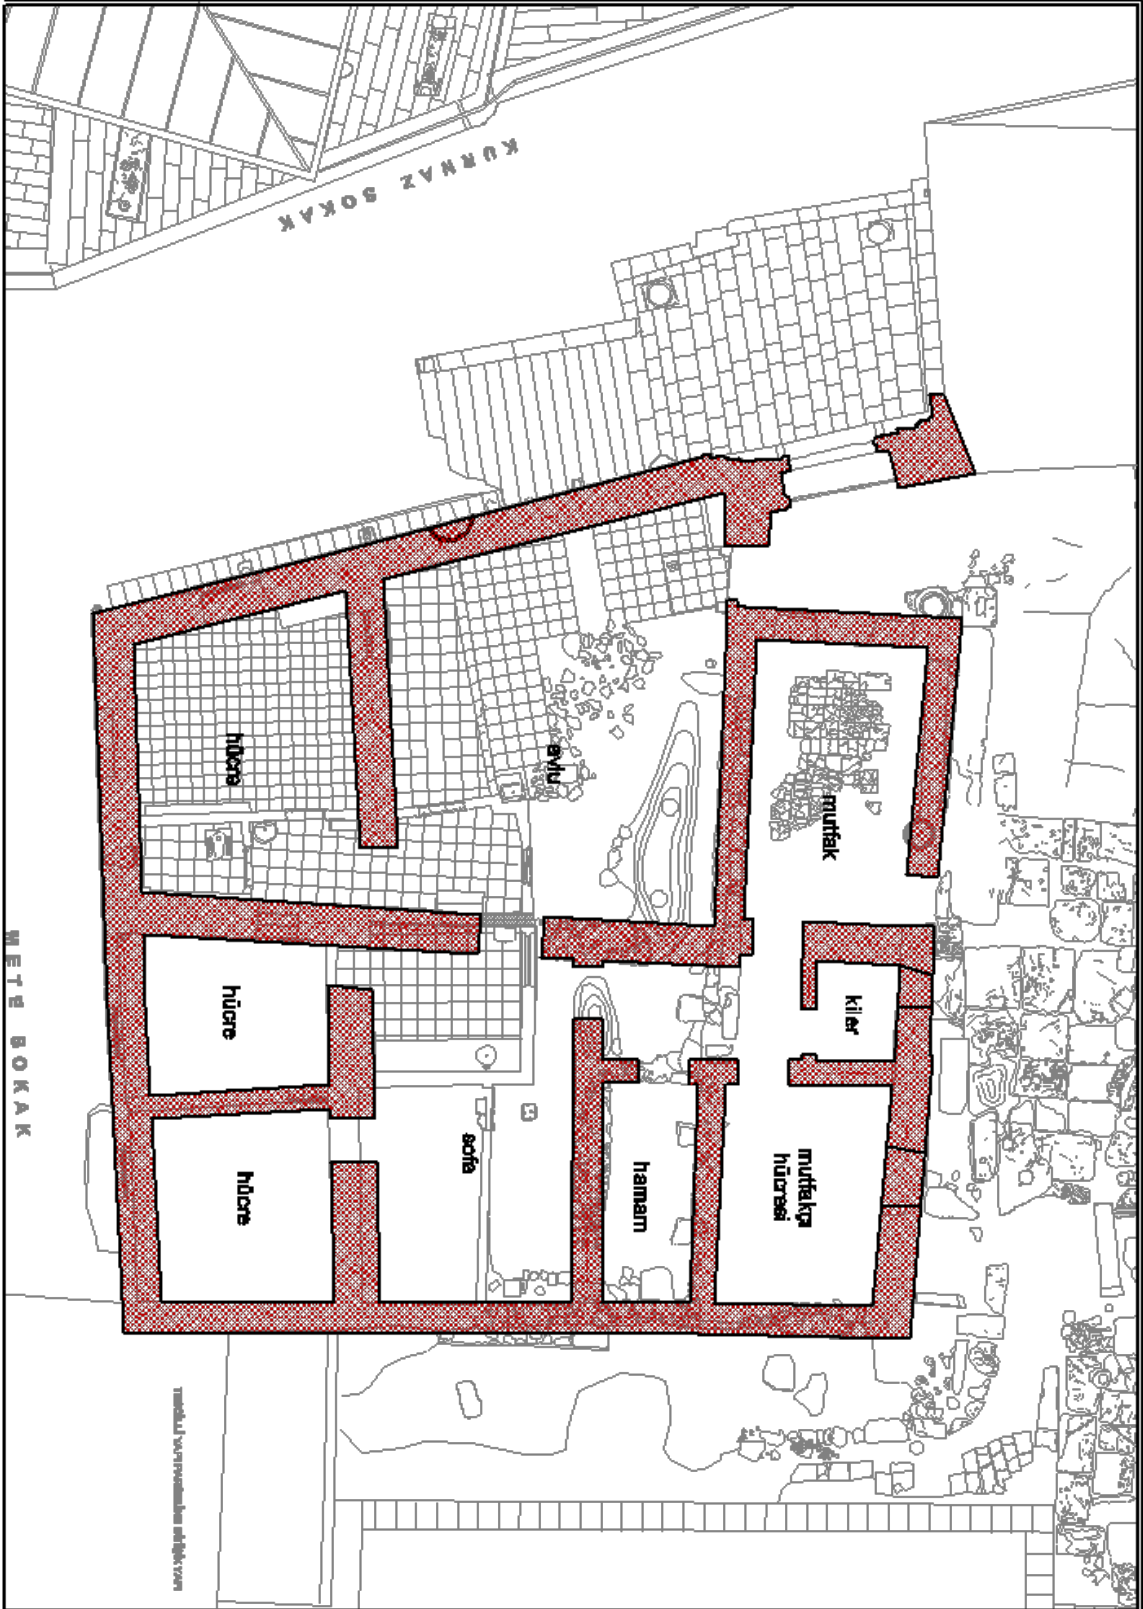 KURNAZ SOKAK
hücre
avlu
mutfak
hücre
kiler
hücre
sofa
hamam
mutfakçı
hücresi
METE SOKAK